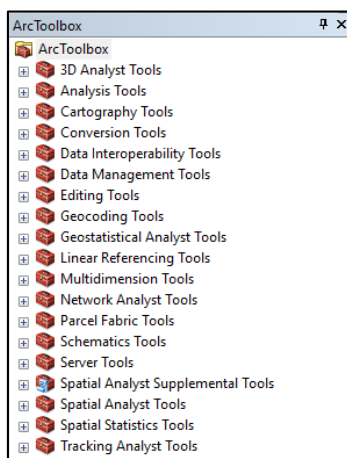 ArcToolbox
ArcToolbox
3D Analyst Tools
Analysis Tools
Cartography Tools
Conversion Tools
Data Interoperability Tools
Data Management Tools
Editing Tools
Geocoding Tools
Geostatistical Analyst Tools
Linear Referencing Tools
Multidimension Tools
Network Analyst Tools
Parcel Fabric Tools
Schematics Tools
Server Tools
Spatial Analyst Supplemental Tools
Spatial Analyst Tools
Spatial Statistics Tools
Tracking Analyst Tools